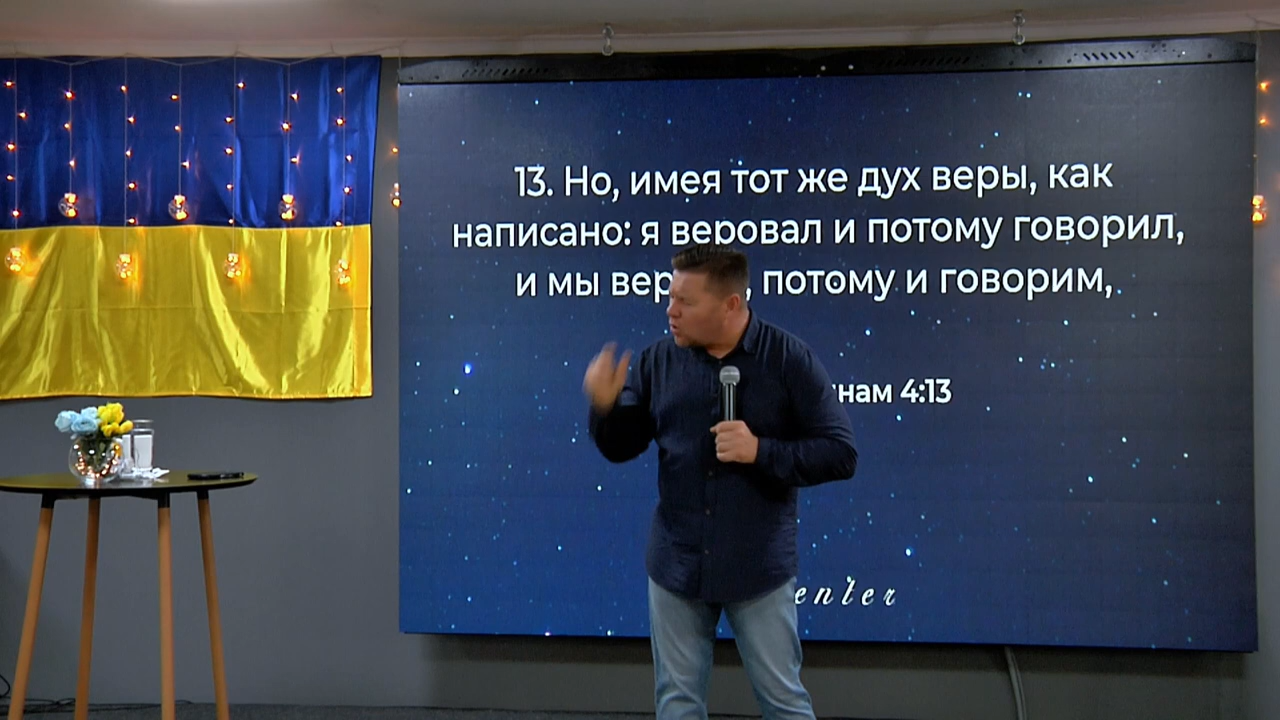 13. Но, имея тот же дух веры, как
написано: я веровал и потому говорил,
и мы потому и говорим,
4:13